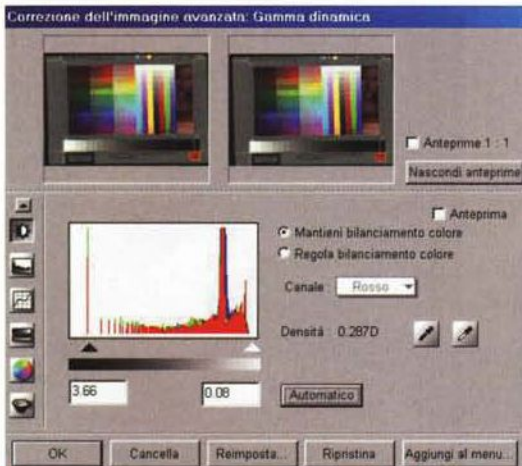 Correzione dell'immagine avanzata: Gamma dinamica
Anteprime 1 : 1
Nascondi anteprime
Anteprima
Mantieni bilanciamento colore
Regola bilanciamento colore
Canale : Rosso
Densità : 0.287D
3.66 0.08 Automatico
OK Cancella Reimposta... Ripristina Aggiungi al menu...